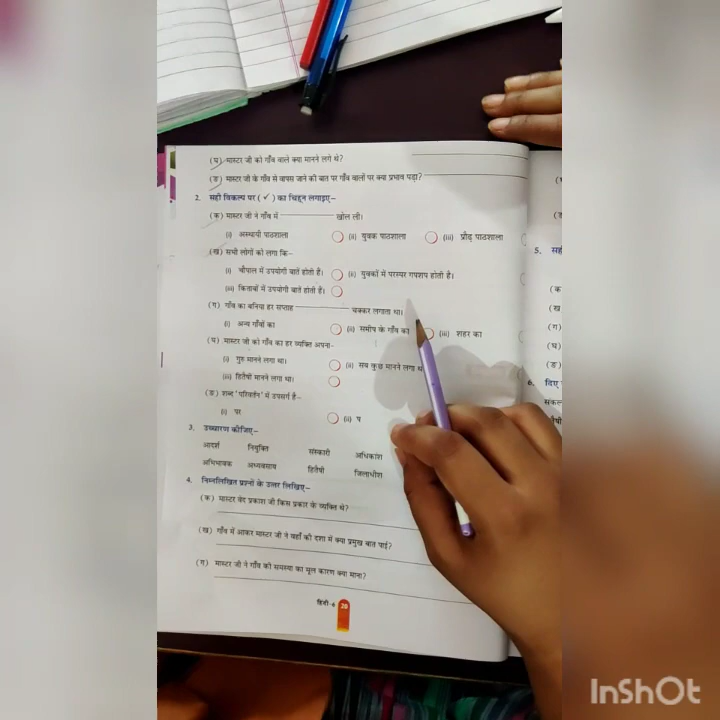 (घ) मास्टर जी को गाँव वाले क्या मानने लगे थे?
(ङ) मास्टर जी के गाँव से वापस जाने की बात पर गाँव वालों पर क्या प्रभाव पड़ा?
2. सही विकल्प पर (✓) का चिह्न लगाइए–
(क) मास्टर जी ने गाँव में __________ खोल ली।
(i) अस्थायी पाठशाला (ii) युवक पाठशाला (iii) प्रौढ़ पाठशाला
(ख) सभी लोगों को लगा कि–
(i) चौपाल में उपयोगी बातें होती हैं। (ii) युवकों में परस्पर गपशप होती है।
(iii) किताबों में उपयोगी बातें होती हैं।
(ग) गाँव का बनिया हर सप्ताह __________ चक्कर लगाता था।
(i) अन्य गाँवों का (ii) समीप के गाँव का (iii) शहर का
(घ) मास्टर जी को गाँव का हर व्यक्ति अपना–
(i) गुरु मानने लगा था। (ii) सब कुछ मानने लगा
(iii) हितैषी मानने लगा था।
(ङ) शब्द 'परिवर्तन' में उपसर्ग है–
(i) पर (ii) प
3. उच्चारण कीजिए–
आदर्श नियुक्ति संस्कारी अधिकांश
अभिभावक अध्यवसाय हितैषी जिलाधीश
4. निम्नलिखित प्रश्नों के उत्तर लिखिए–
(क) मास्टर वेद प्रकाश जी किस प्रकार के व्यक्ति थे?
(ख) गाँव में आकर मास्टर जी ने वहाँ की दशा में क्या प्रमुख बात पाई?
(ग) मास्टर जी ने गाँव की समस्या का मूल कारण क्या माना?
हिंदी-6 28
5. सही
(क
(ख
(ग)
(घ)
(ङ)
6. दिए
InShOt